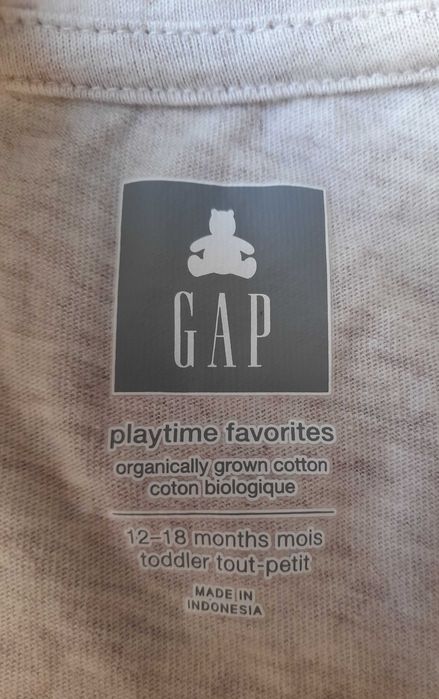 GAP
playtime favorites
organically grown cotton
coton biologique
12–18 months mois
toddler tout-petit
MADE IN
INDONESIA